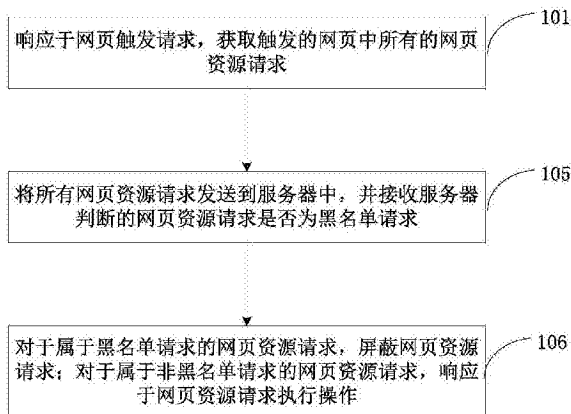 101
响应于网页触发请求，获取触发的网页中所有的网页
资源请求
105
将所有网页资源请求发送到服务器中，并接收服务器
判断的网页资源请求是否为黑名单请求
106
对于属于黑名单请求的网页资源请求，屏蔽网页资源
请求；对于属于非黑名单请求的网页资源请求，响应
于网页资源请求执行操作